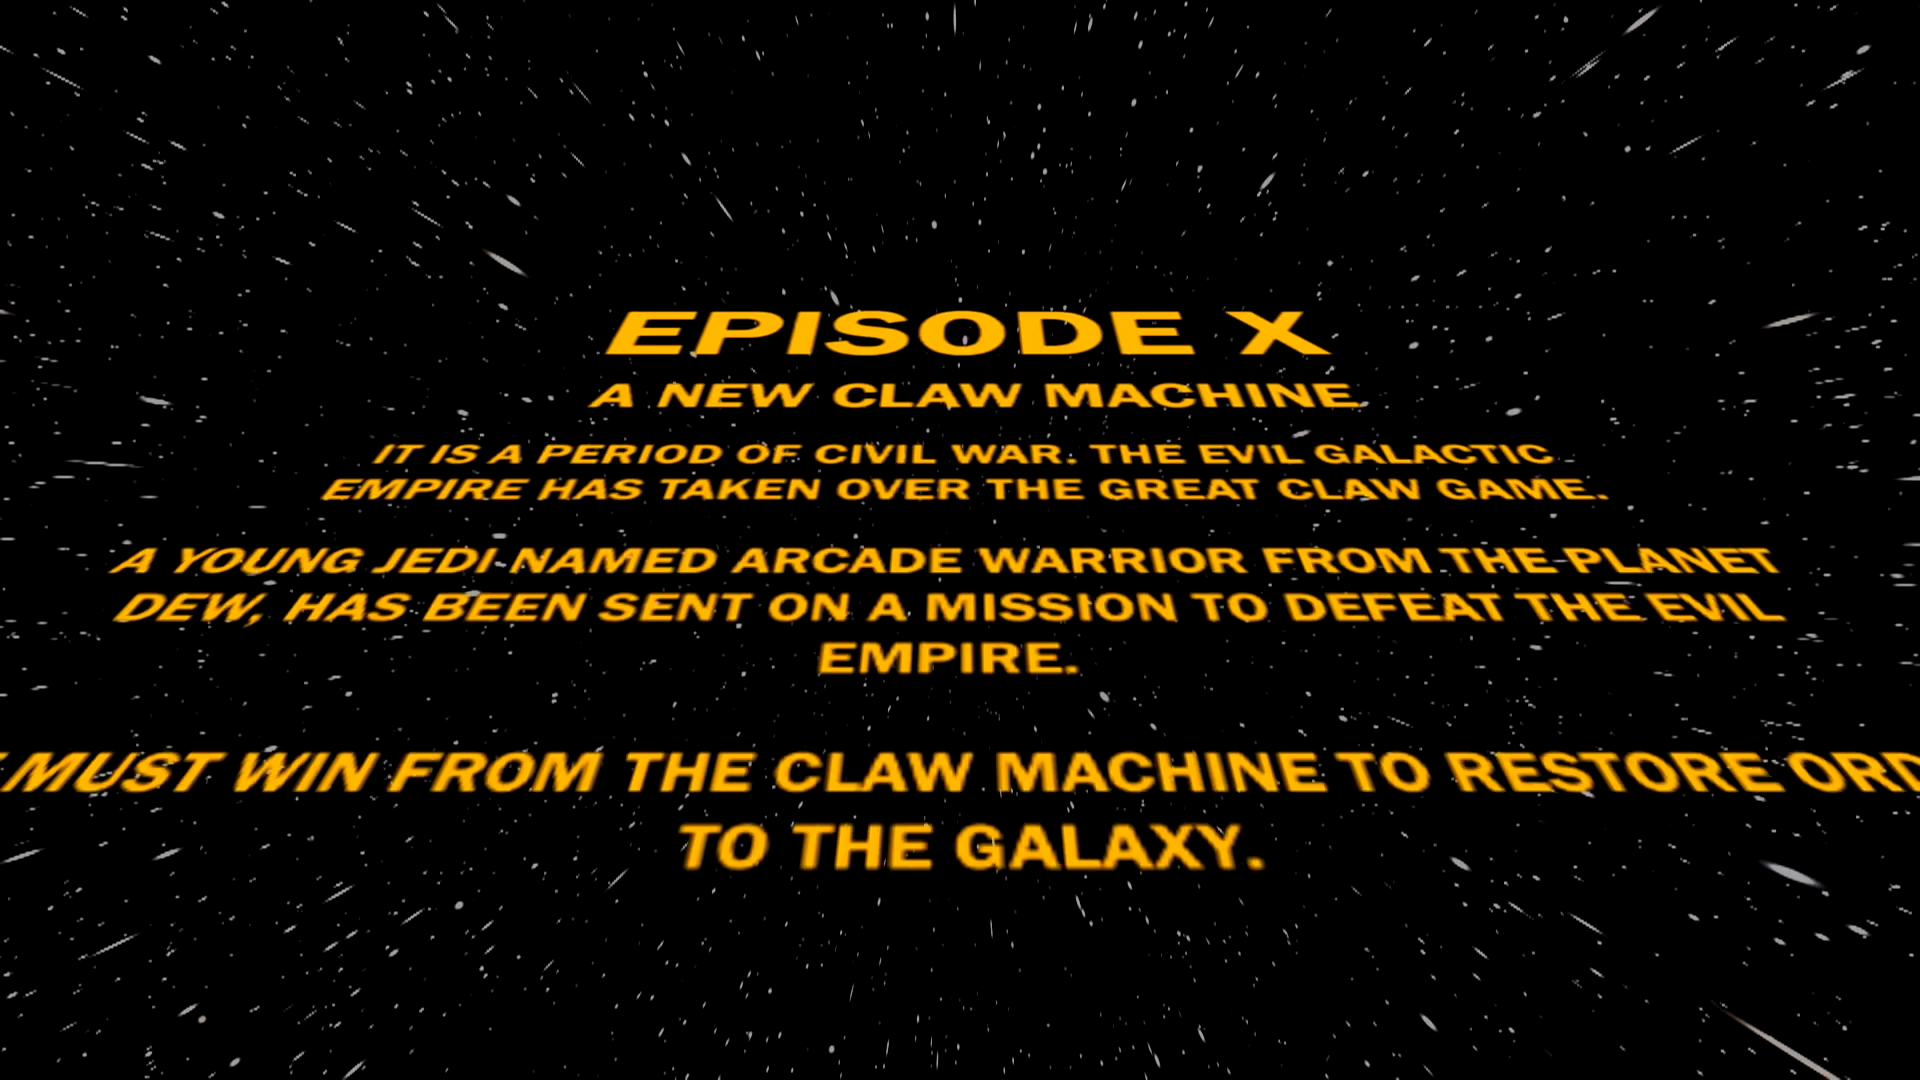 EPISODE X
A NEW CLAW MACHINE
IT IS A PERIOD OF CIVIL WAR. THE EVIL GALACTIC
EMPIRE HAS TAKEN OVER THE GREAT CLAW GAME.
A YOUNG JEDI NAMED ARCADE WARRIOR FROM THE PLANET
DEW, HAS BEEN SENT ON A MISSION TO DEFEAT THE EVIL
EMPIRE.
MUST WIN FROM THE CLAW MACHINE TO RESTORE ORD
TO THE GALAXY.